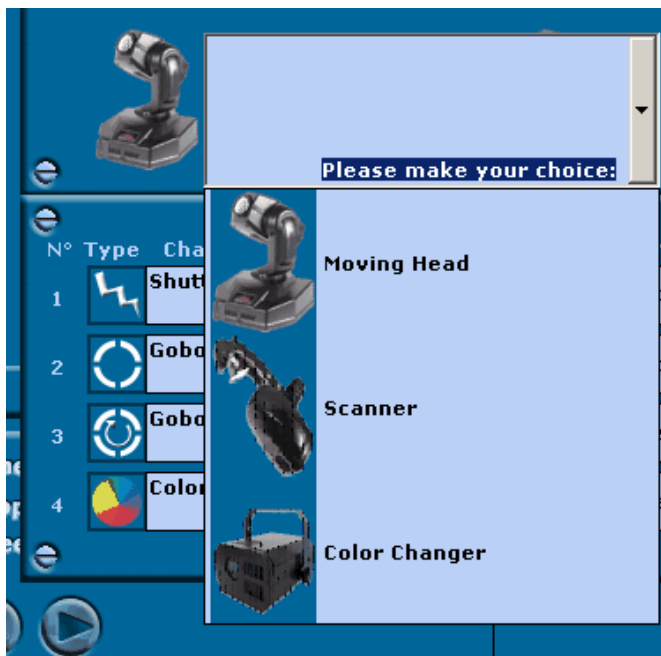 Please make your choice:
Moving Head
N° Type Cha
Shutt
1
Gobo
2
Scanner
Gobo
3
Color
4
Color Changer